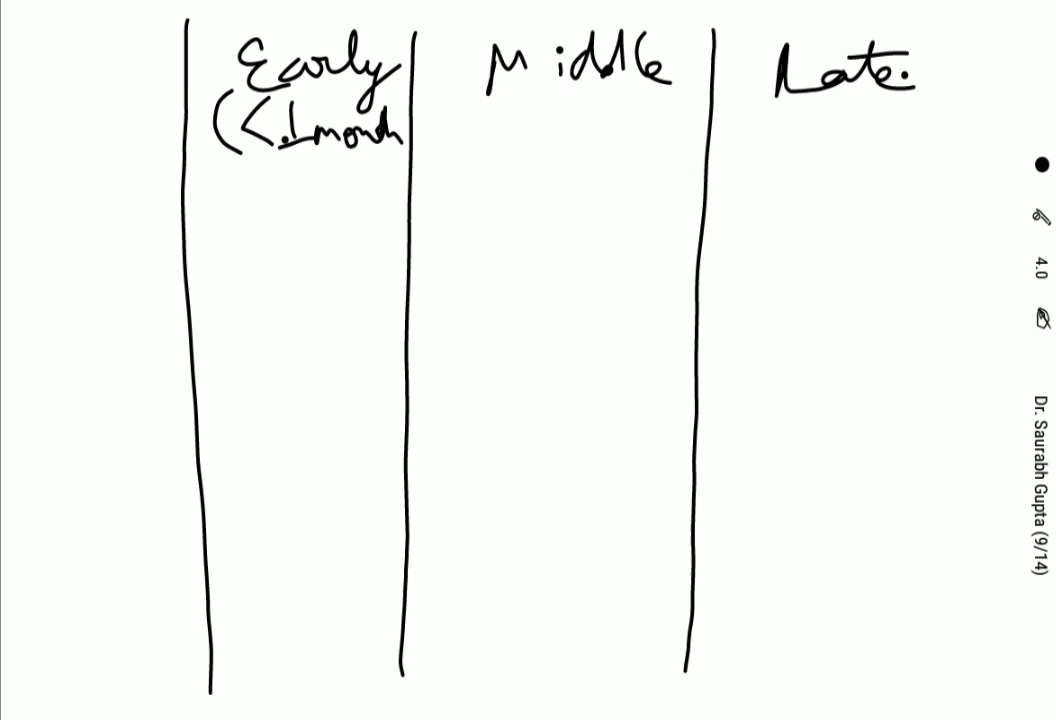 Early Middle Late.
(<.1month
4.0
Dr. Saurabh Gupta (9/14)